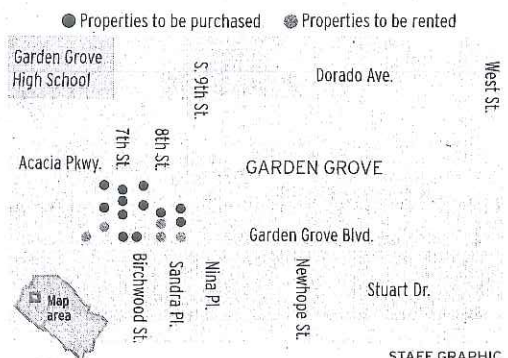 Properties to be purchased
Properties to be rented
Garden Grove
High School
S. 9th St.
Dorado Ave.
West St.
7th St.
8th St.
Acacia Pkwy.
GARDEN GROVE
Garden Grove Blvd.
Birchwood St.
Sandra Pl.
Nina Pl.
Newhope St.
Stuart Dr.
Map
area
STAFF GRAPHIC